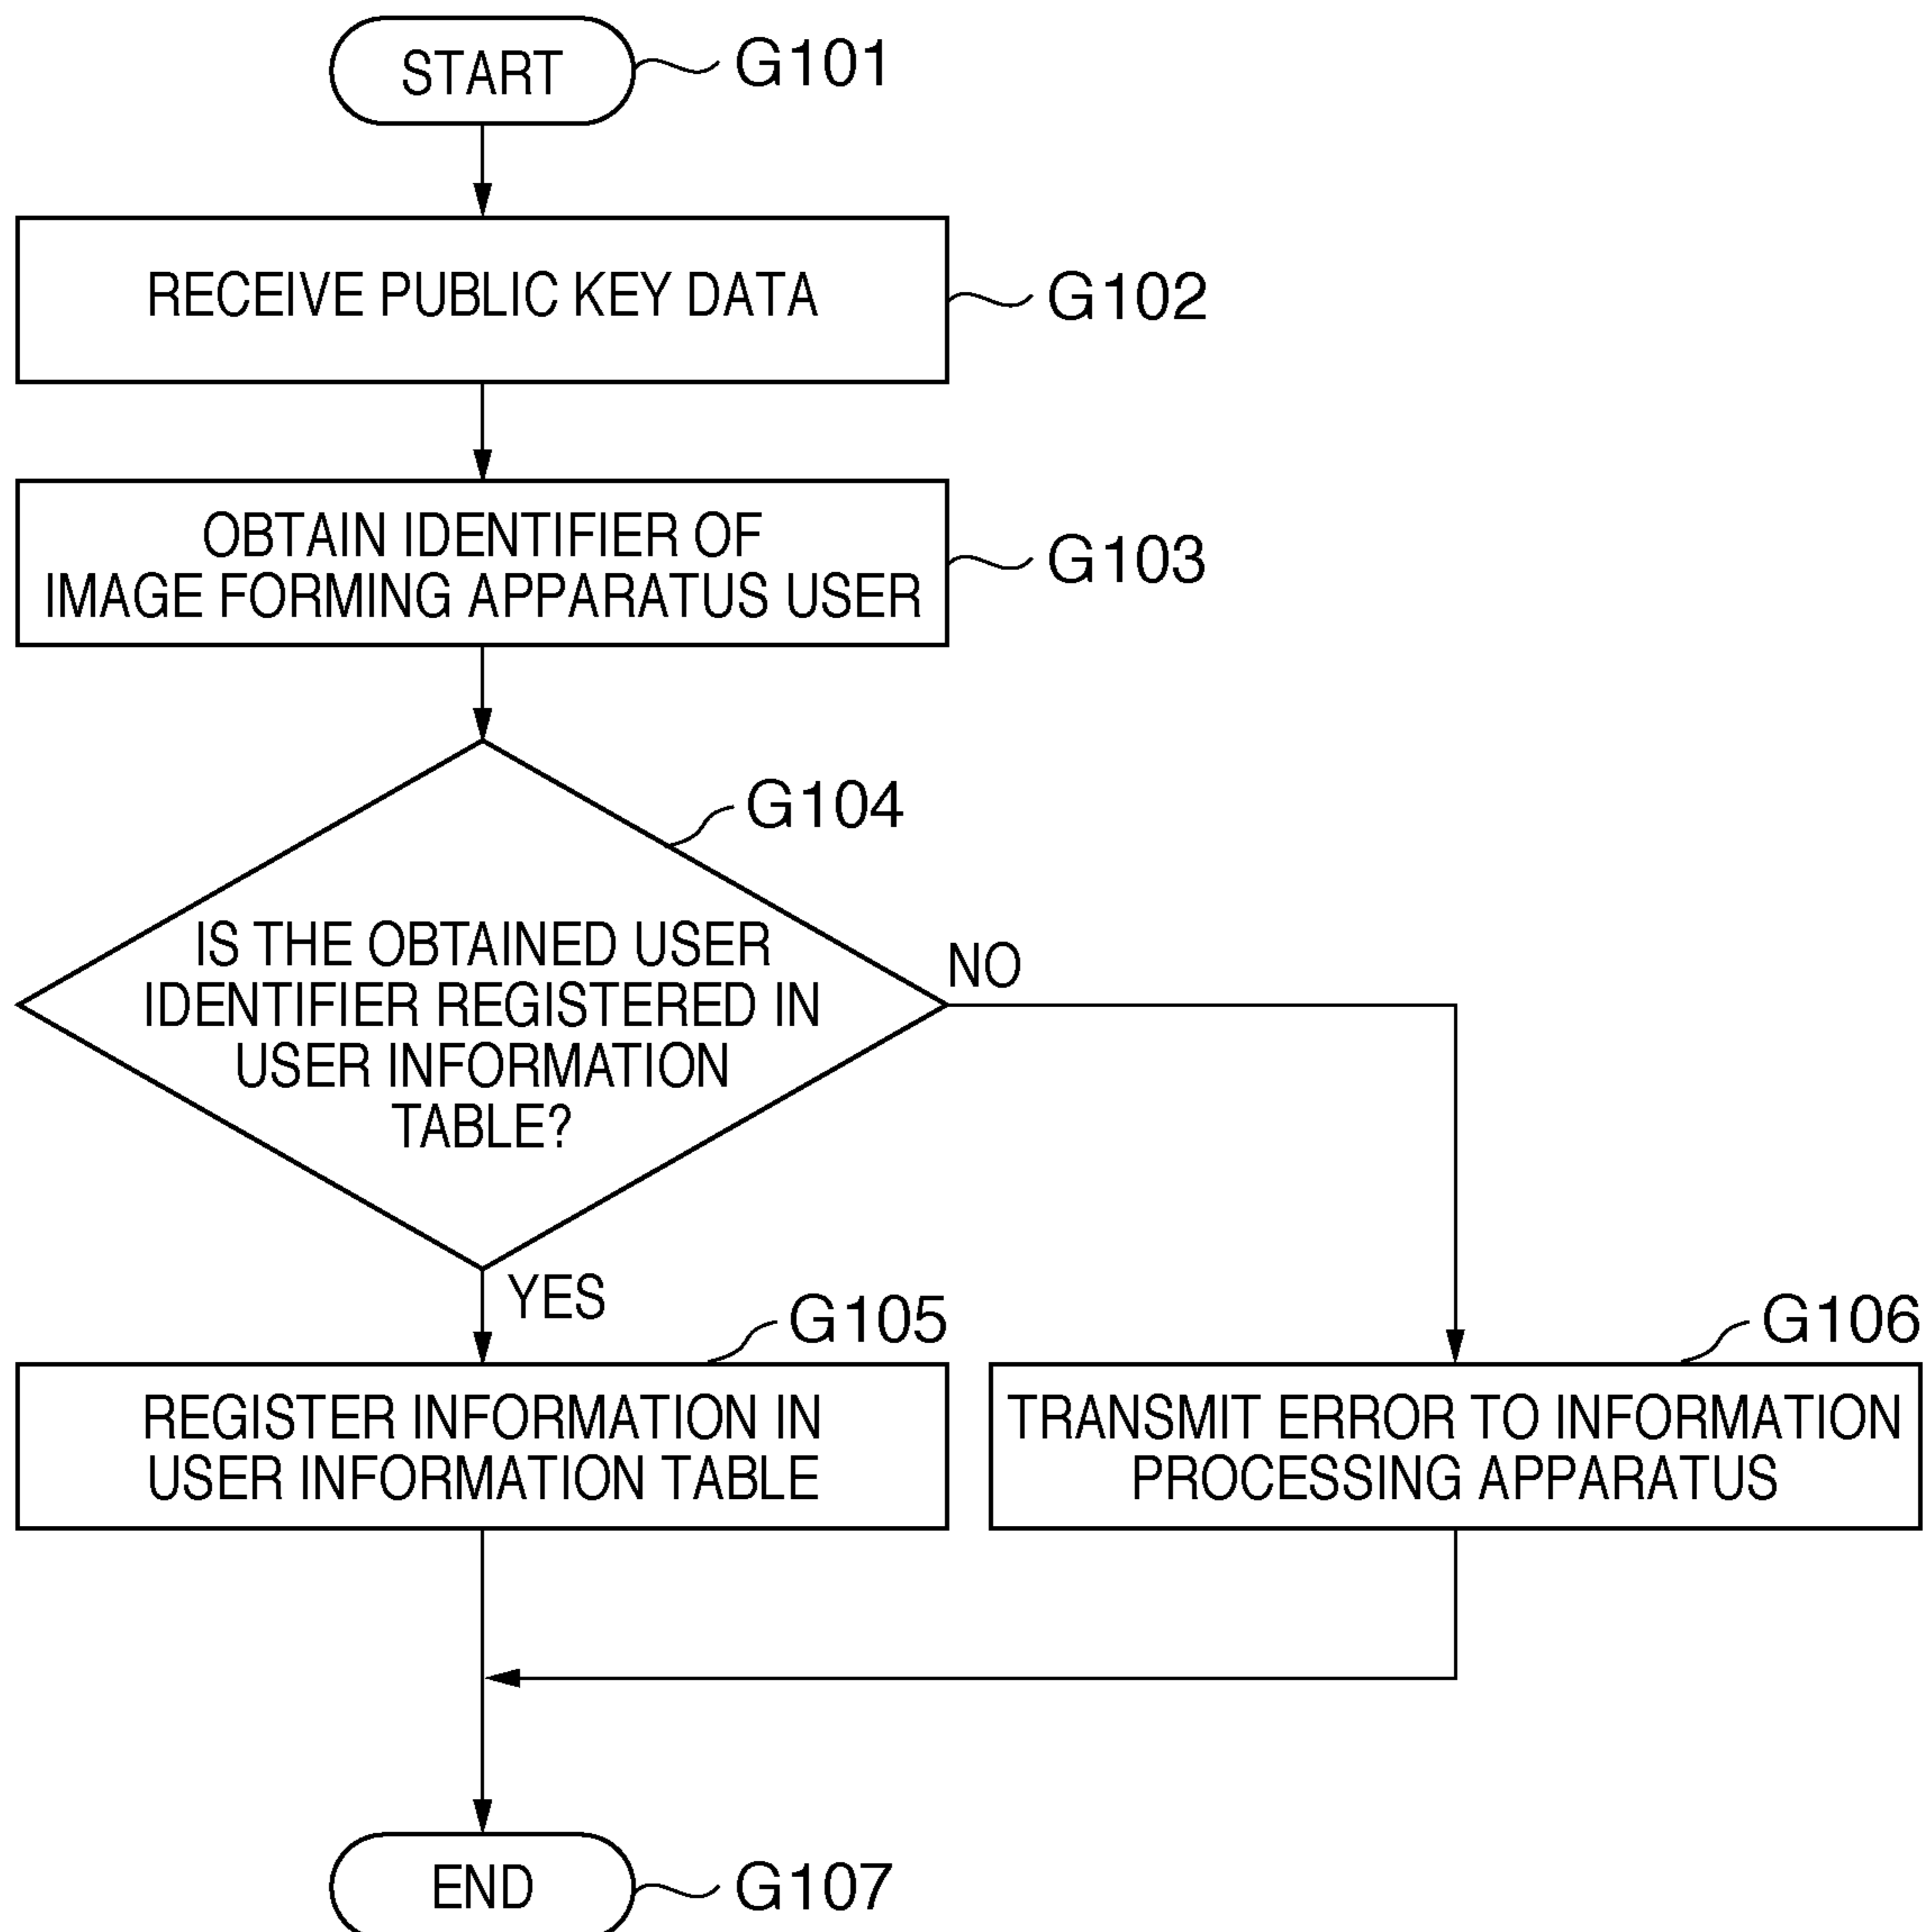 START
G101
RECEIVE PUBLIC KEY DATA
G102
OBTAIN IDENTIFIER OF
IMAGE FORMING APPARATUS USER
G103
G104
IS THE OBTAINED USER
IDENTIFIER REGISTERED IN
USER INFORMATION
TABLE?
NO
YES
G105
REGISTER INFORMATION IN
USER INFORMATION TABLE
G106
TRANSMIT ERROR TO INFORMATION
PROCESSING APPARATUS
END
G107